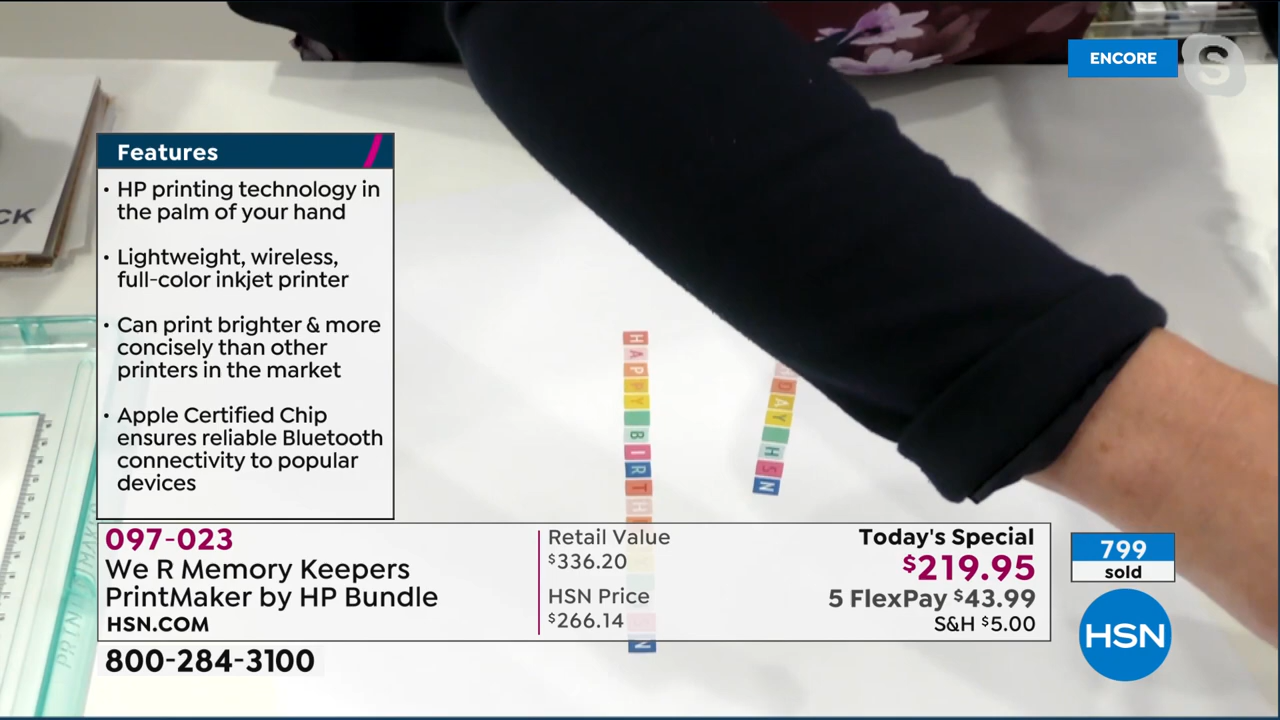 ENCORE
S
Features
• HP printing technology in
the palm of your hand
• Lightweight, wireless,
full-color inkjet printer
• Can print brighter & more
concisely than other
printers in the market
• Apple Certified Chip
ensures reliable Bluetooth
connectivity to popular
devices
CK
HAPPY BIRTH
DAY HSN
097-023
We R Memory Keepers
PrintMaker by HP Bundle
HSN.COM
Retail Value
$336.20
HSN Price
$266.14
Today's Special
$219.95
5 FlexPay $43.99
S&H $5.00
799
sold
HSN
800-284-3100